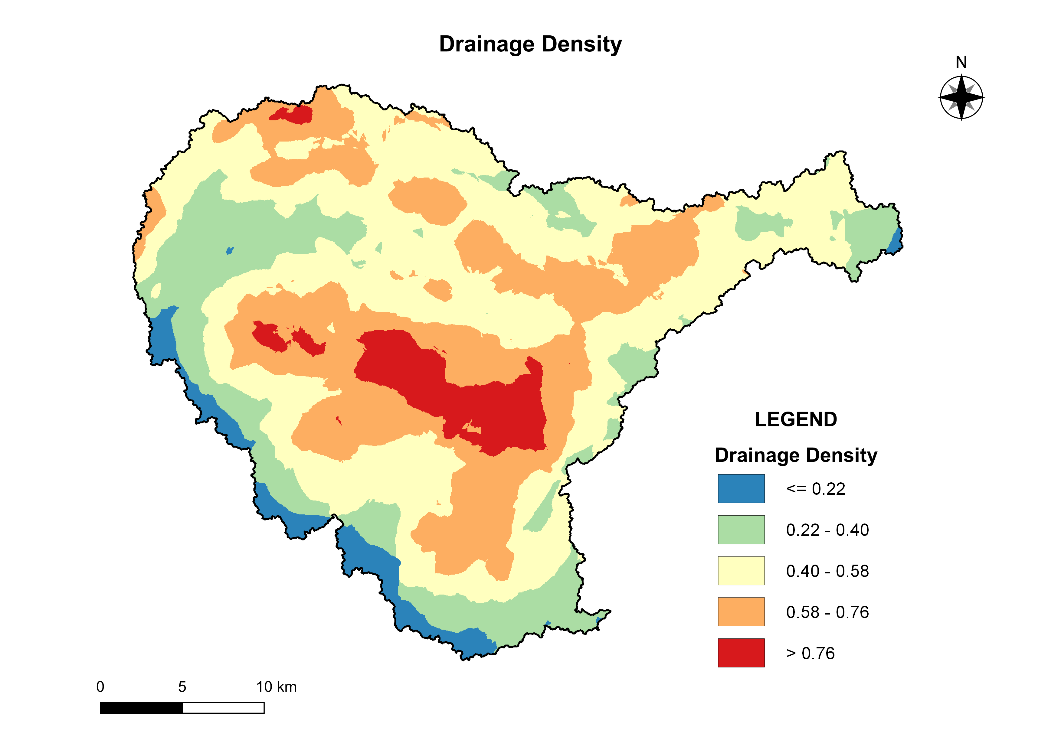 Drainage Density
N
LEGEND
Drainage Density
<= 0.22
0.22 - 0.40
0.40 - 0.58
0.58 - 0.76
> 0.76
0 5 10 km